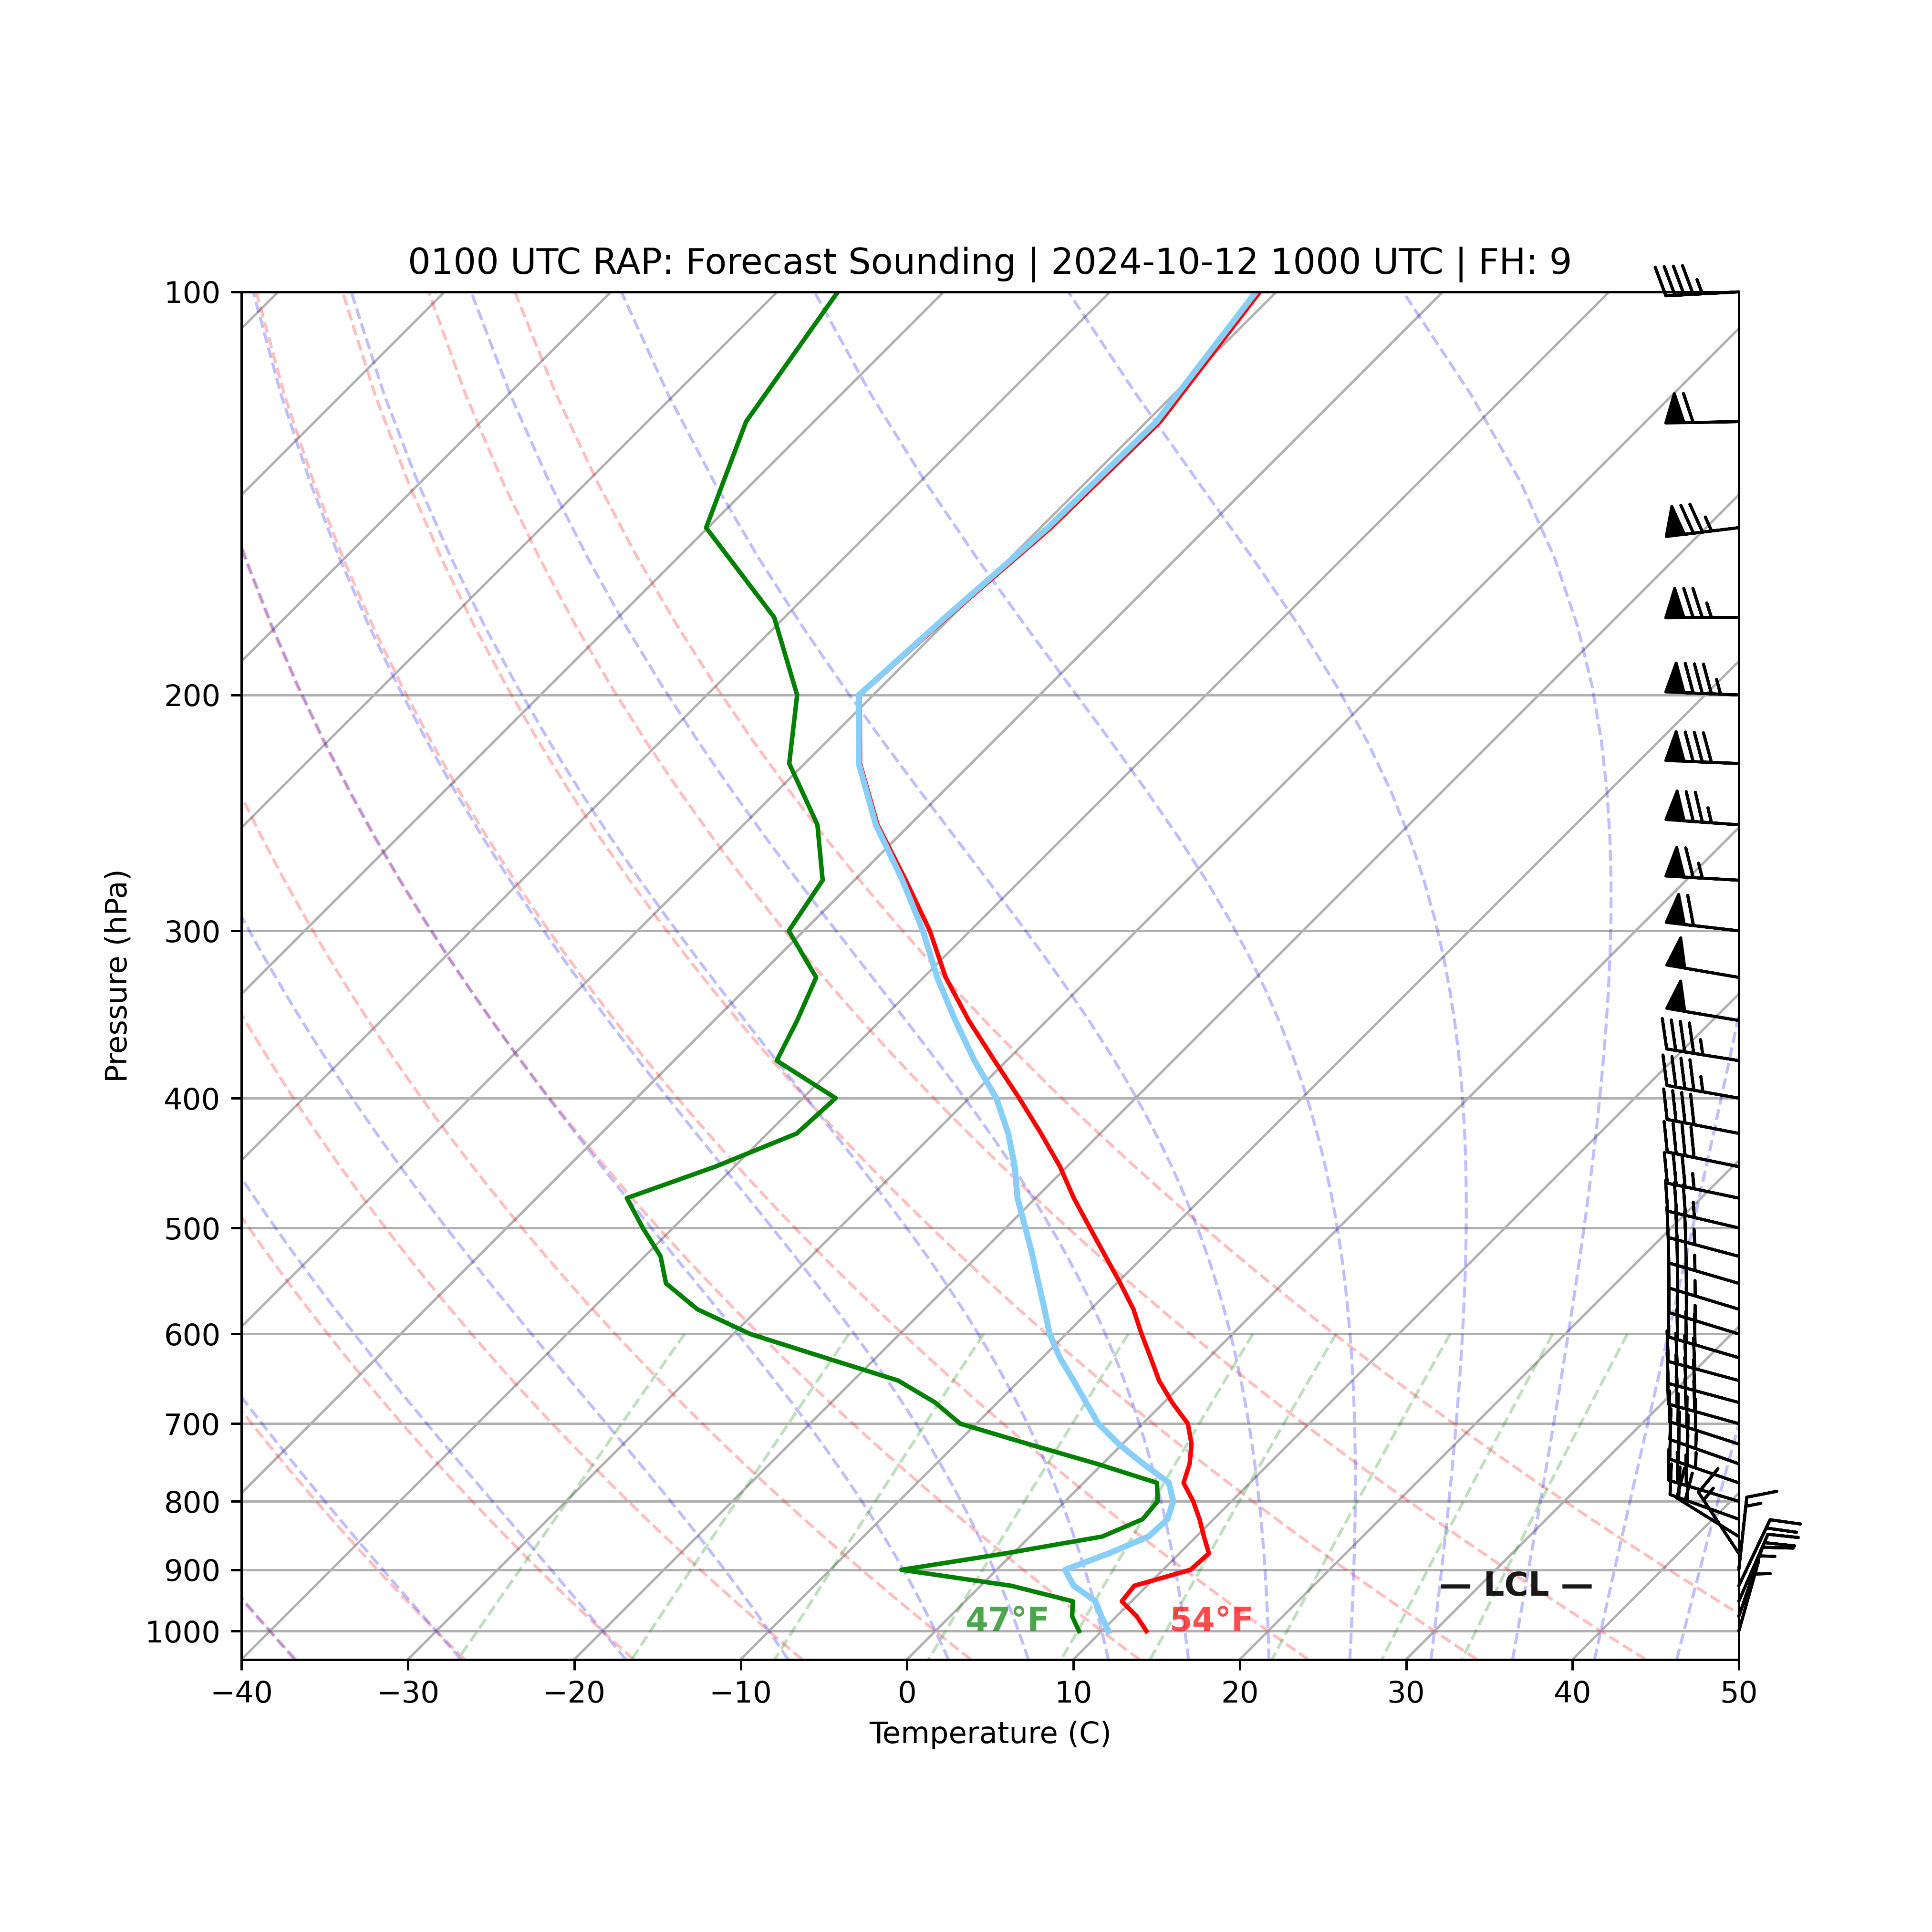 0100 UTC RAP: Forecast Sounding | 2024-10-12 1000 UTC | FH: 9
100
200
300
400
500
600
700
800
900
1000
Pressure (hPa)
— LCL —
47°F
54°F
−40 −30 −20 −10 0 10 20 30 40 50
Temperature (C)